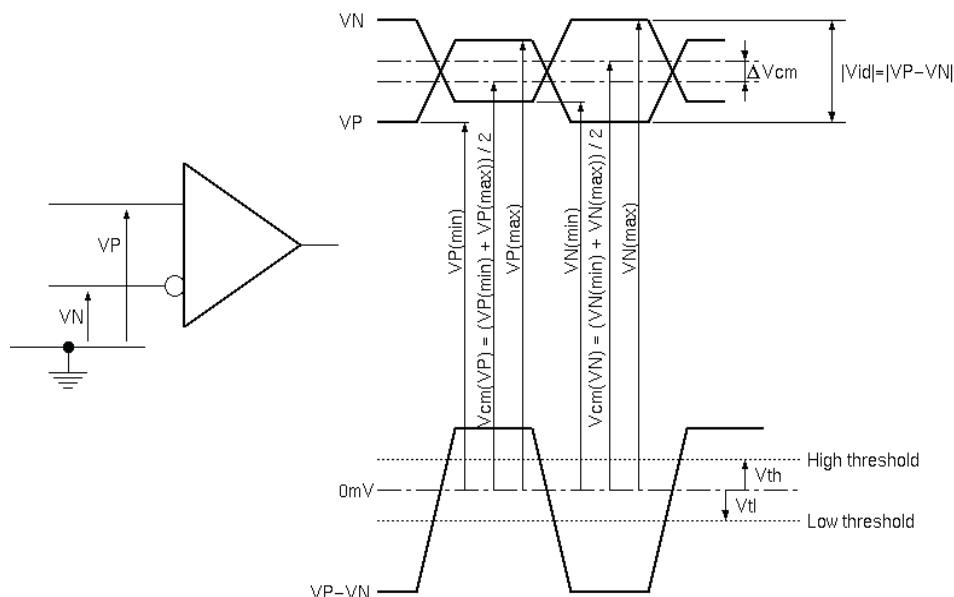 VN
ΔVcm
|Vid|=|VP−VN|
VP
VP(min)
Vcm(VP) = (VP(min) + VP(max)) / 2
VP(max)
VN(min)
Vcm(VN) = (VN(min) + VN(max)) / 2
VN(max)
VP
VN
High threshold
Vth
0mV
Vtl
Low threshold
VP−VN